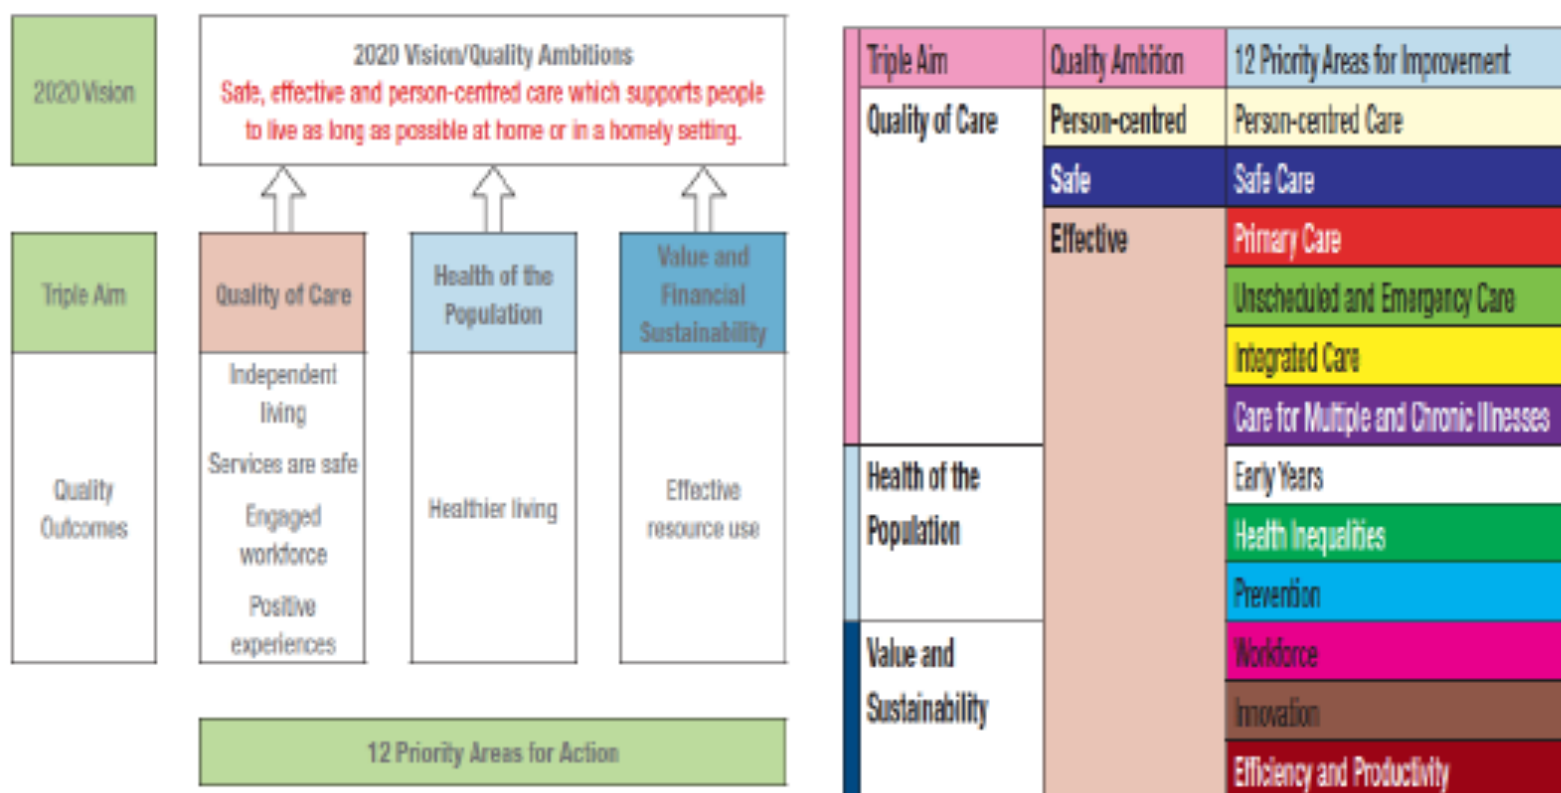 2020 Vision
2020 Vision/Quality Ambitions
Safe, effective and person-centred care which supports people
to live as long as possible at home or in a homely setting.
Triple Aim
Quality of Care
Health of the
Population
Value and
Financial
Sustainability
Quality
Outcomes
Independent
living
Services are safe
Engaged
workforce
Positive
experiences
Healthier living
Effective
resource use
12 Priority Areas for Action
Triple Aim
Quality Ambition
12 Priority Areas for Improvement
Quality of Care
Person-centred
Person-centred Care
Safe
Safe Care
Effective
Primary Care
Unscheduled and Emergency Care
Integrated Care
Care for Multiple and Chronic Illnesses
Health of the
Population
Early Years
Health Inequalities
Prevention
Value and
Sustainability
Workforce
Innovation
Efficiency and Productivity